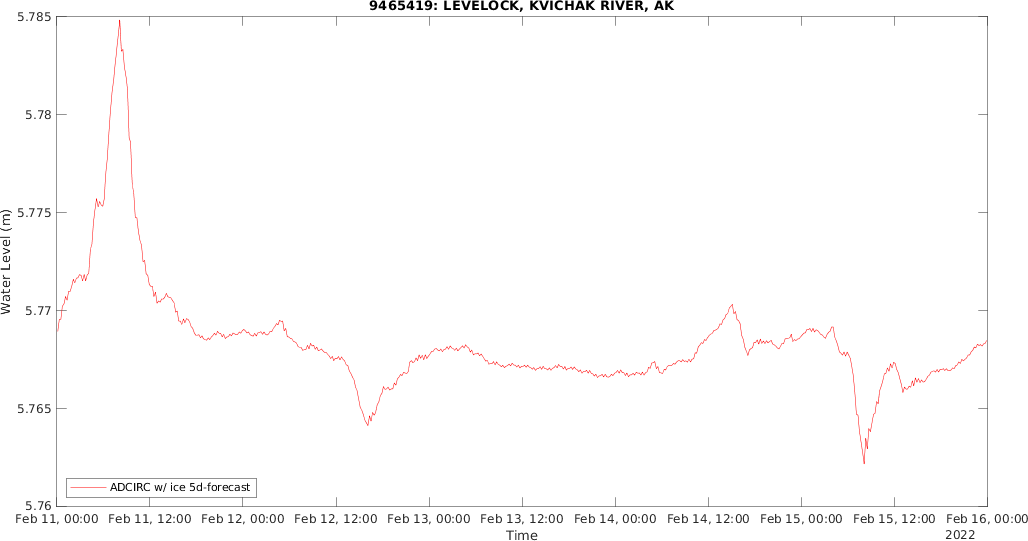 9465419: LEVELOCK, KVICHAK RIVER, AK
Water Level (m)
5.785
5.78
5.775
5.77
5.765
5.76
ADCIRC w/ ice 5d-forecast
Feb 11, 00:00 Feb 11, 12:00 Feb 12, 00:00 Feb 12, 12:00 Feb 13, 00:00 Feb 13, 12:00 Feb 14, 00:00 Feb 14, 12:00 Feb 15, 00:00 Feb 15, 12:00 Feb 16, 00:00
Time
2022